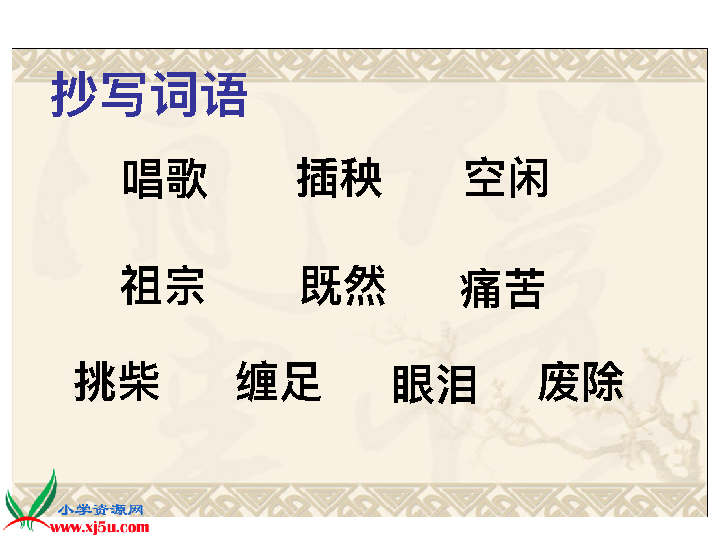 抄写词语
唱歌 插秧 空闲
祖宗 既然 痛苦
挑柴 缠足 眼泪 废除
小学资源网
www.xj5u.com